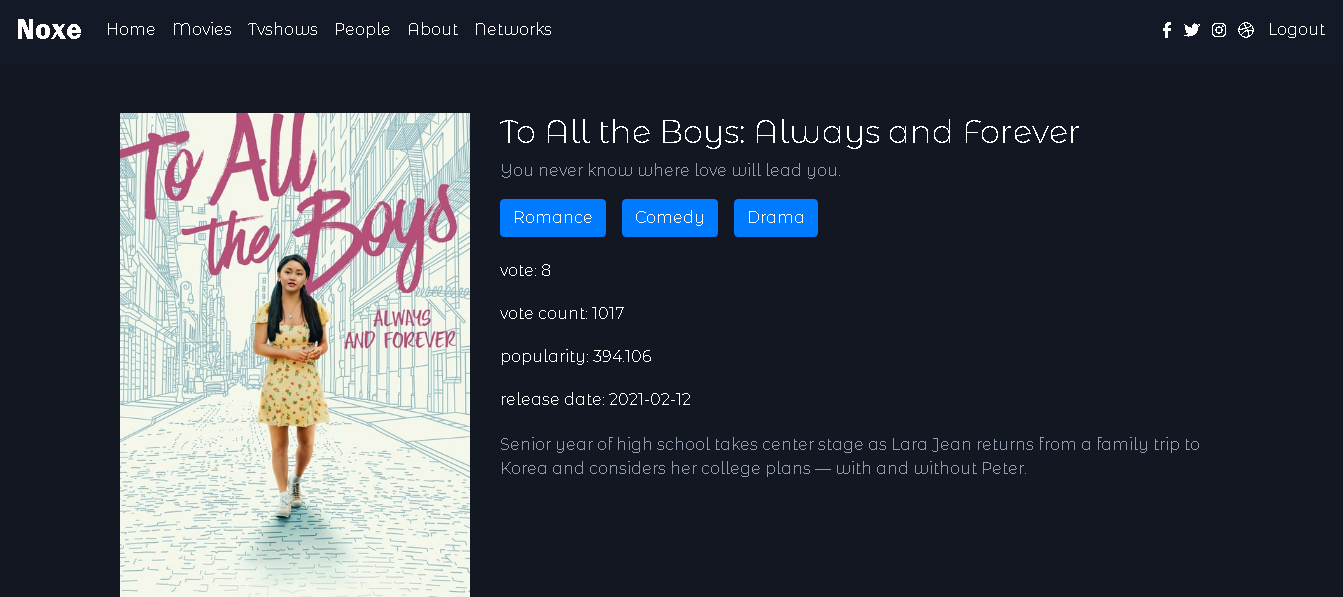 Noxe Home Movies Tvshows People About Networks Logout
To All
the Boys
ALWAYS
AND FOREVER
To All the Boys: Always and Forever
You never know where love will lead you.
Romance Comedy Drama
vote: 8
vote count: 1017
popularity: 394.106
release date: 2021-02-12
Senior year of high school takes center stage as Lara Jean returns from a family trip to
Korea and considers her college plans — with and without Peter.